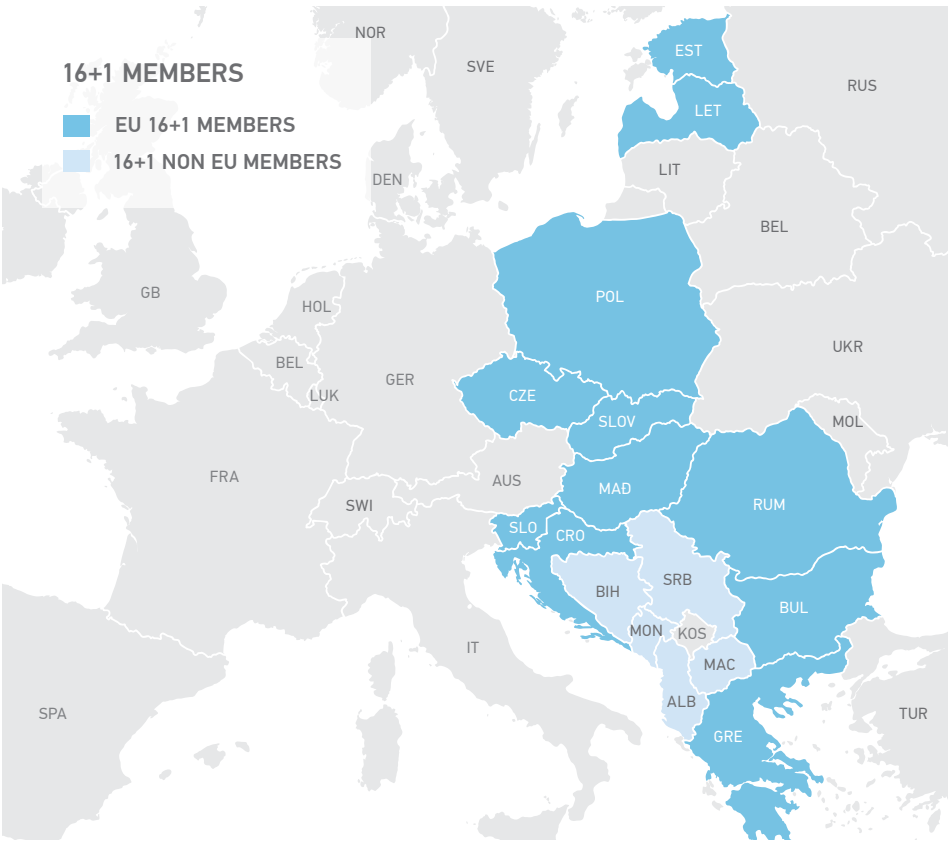 16+1 MEMBERS
EU 16+1 MEMBERS
16+1 NON EU MEMBERS
NOR
SVE
EST
RUS
LET
LIT
DEN
BEL
GB
HOL
POL
UKR
BEL
LUK
GER
CZE
SLOV
MOL
FRA
AUS
MAĐ
SWI
RUM
SLO
CRO
SRB
BIH
BUL
MON
KOS
IT
MAC
ALB
SPA
GRE
TUR